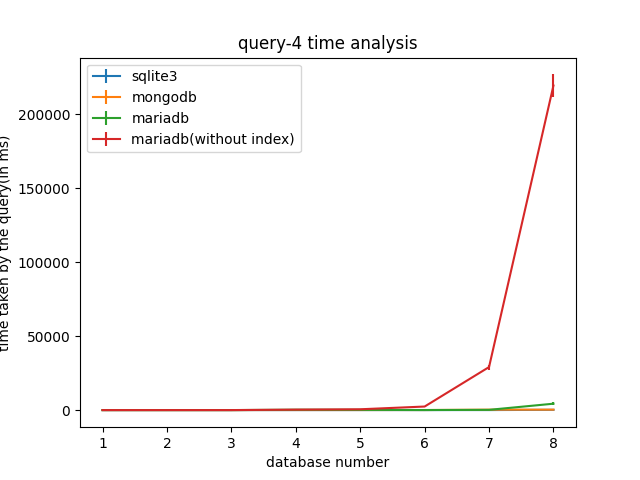 query-4 time analysis
sqlite3
mongodb
mariadb
mariadb(without index)
time taken by the query(in ms)
200000
150000
100000
50000
0
1 2 3 4 5 6 7 8
database number